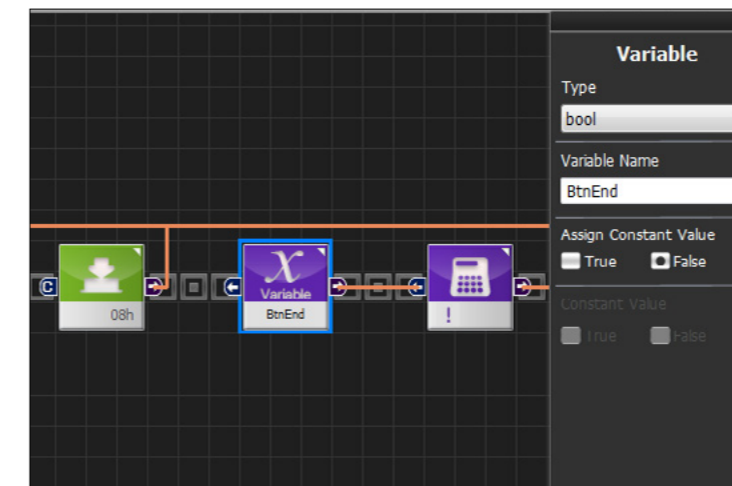 Variable
Type
bool
Variable Name
BtnEnd
Assign Constant Value
True False
Constant Value
True False
C
08h
Variable
BtnEnd
!